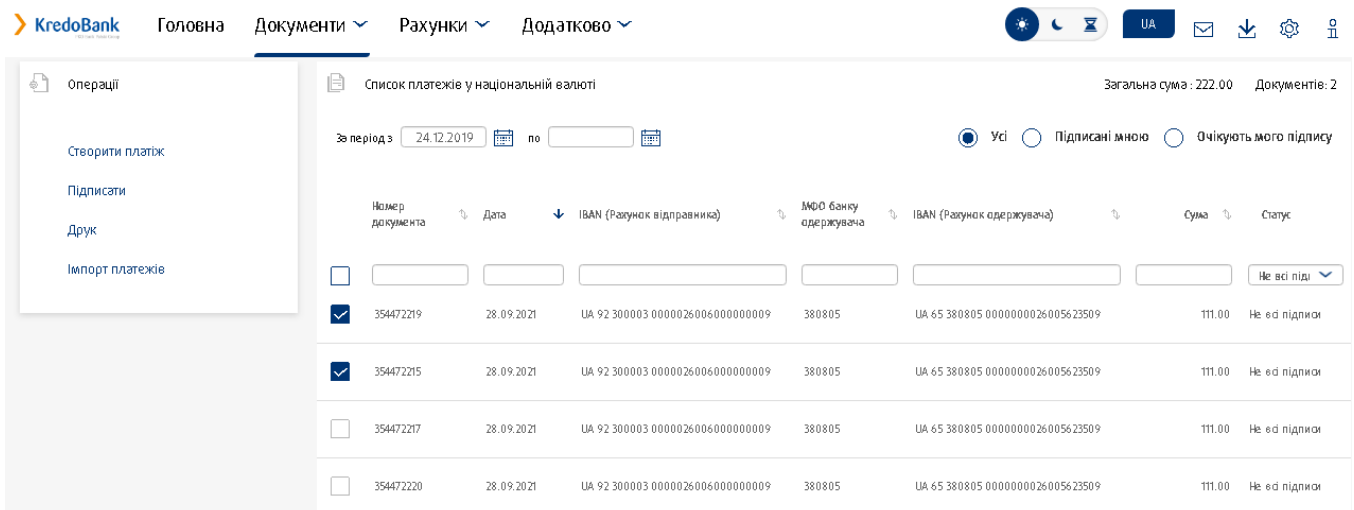 KredoBank Головна Документи Рахунки Додатково UA
Операції
Створити платіж
Підписати
Друк
Імпорт платежів
Список платежів у національній валюті Загальна сума : 222.00 Документів: 2
За період з 24.12.2019 по Усі Підписані мною Очікують мого підпису
Номер документа Дата IBAN (Рахунок відправника) МФО банку одержувача IBAN (Рахунок одержувача) Сума Статус
Не всі підп
354472219 28.09.2021 UA 92 300003 0000026006000000009 380805 UA 65 380805 0000000026005623509 111.00 Не всі підписи
354472215 28.09.2021 UA 92 300003 0000026006000000009 380805 UA 65 380805 0000000026005623509 111.00 Не всі підписи
354472217 28.09.2021 UA 92 300003 0000026006000000009 380805 UA 65 380805 0000000026005623509 111.00 Не всі підписи
354472220 28.09.2021 UA 92 300003 0000026006000000009 380805 UA 65 380805 0000000026005623509 111.00 Не всі підписи